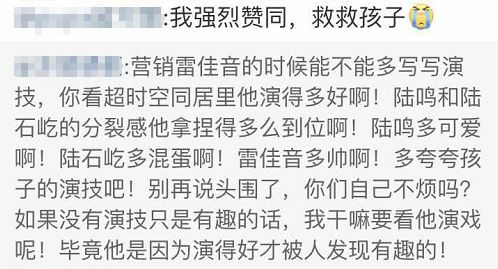 :我强烈赞同，救救孩子😭
:营销雷佳音的时候能不能多写写演
技，你看超时空同居里他演得多好啊！陆鸣和陆
石屹的分裂感他拿捏得多么到位啊！陆鸣多可爱
啊！陆石屹多混蛋啊！雷佳音多帅啊！多夸夸孩
子的演技吧！别再说头围了，你们自己不烦吗？
如果没有演技只是有趣的话，我干嘛要看他演戏
呢！毕竟他是因为演得好才被人发现有趣的！